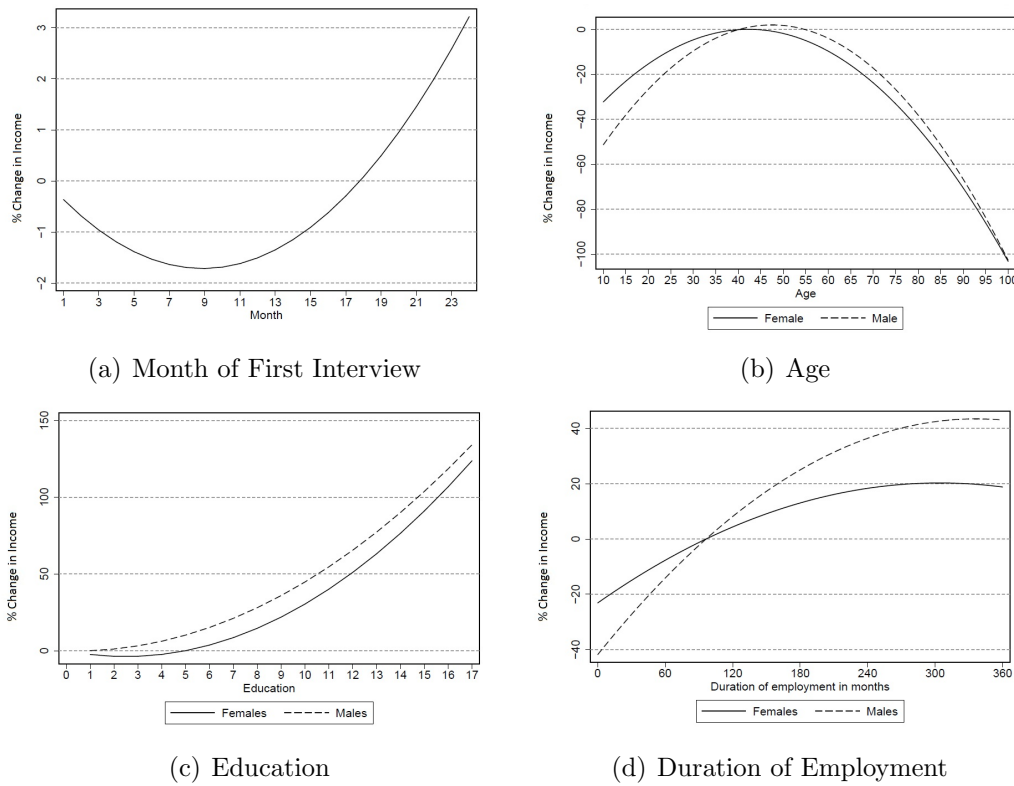 % Change in Income
3
2
1
0
−1
−2
1 3 5 7 9 11 13 15 17 19 21 23
Month
(a) Month of First Interview
% Change in Income
0
−20
−40
−60
−80
−100
10 15 20 25 30 35 40 45 50 55 60 65 70 75 80 85 90 95 100
Age
Female Male
(b) Age
% Change in Income
150
100
50
0
0 1 2 3 4 5 6 7 8 9 10 11 12 13 14 15 16 17
Education
Females Males
(c) Education
% Change in Income
40
20
0
−20
−40
0 60 120 180 240 300 360
Duration of employment in months
Females Males
(d) Duration of Employment